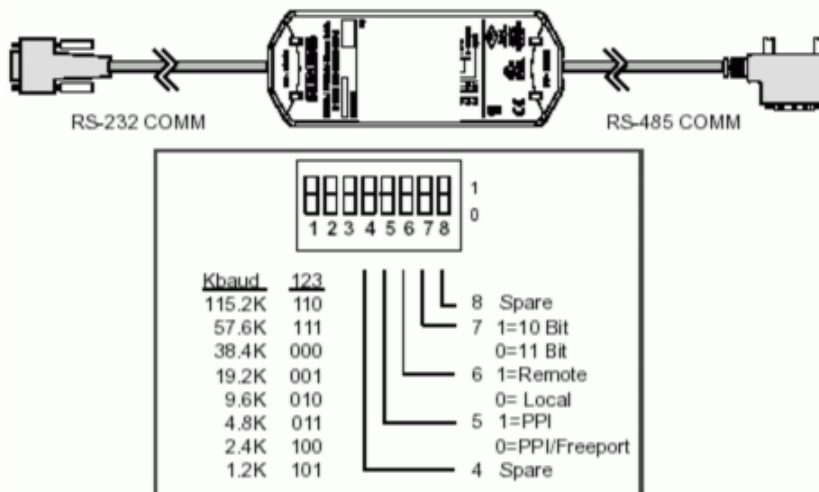 RS-232 COMM
RS-485 COMM
1
0
1 2 3 4 5 6 7 8
Kbaud 123
115.2K 110
57.6K 111
38.4K 000
19.2K 001
9.6K 010
4.8K 011
2.4K 100
1.2K 101
8 Spare
7 1=10 Bit
0=11 Bit
6 1=Remote
0= Local
5 1=PPI
0=PPI/Freeport
4 Spare